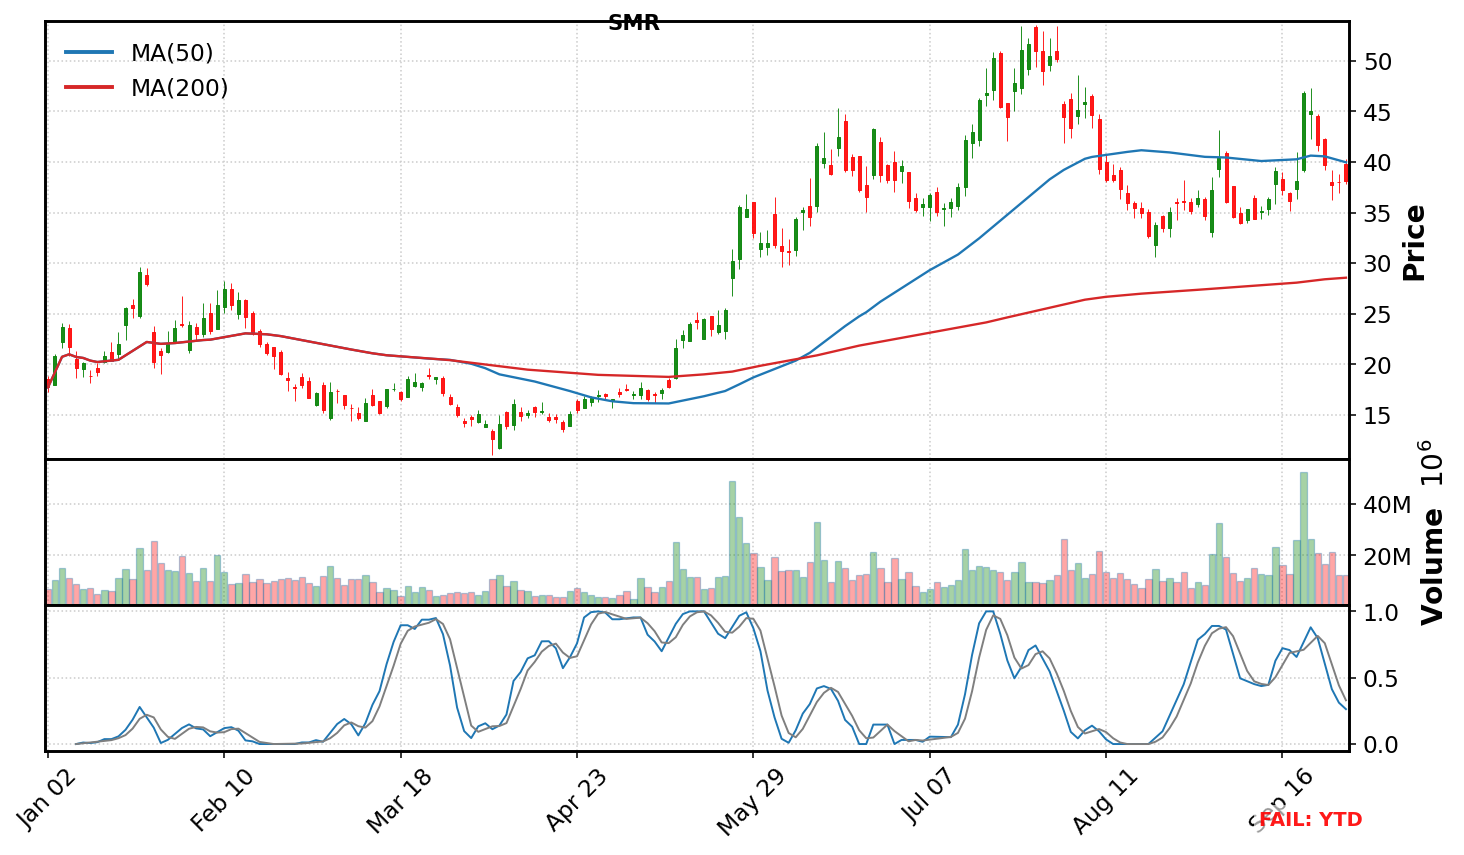 SMR
MA(50)
MA(200)
50
45
40
35
30
25
20
15
Price
40M
20M
Volume 10⁶
1.0
0.5
0.0
Jan 02
Feb 10
Mar 18
Apr 23
May 29
Jul 07
Aug 11
Sep 16
FAIL: YTD